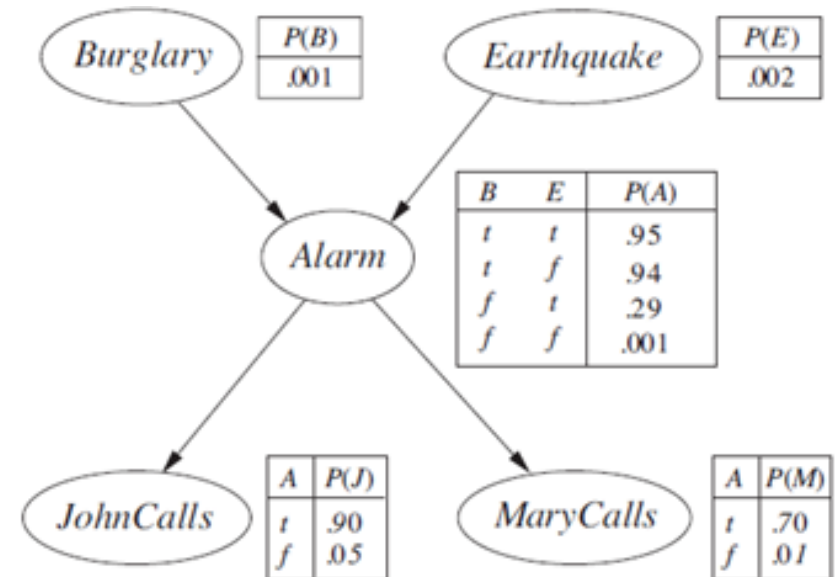 Burglary
P(B)
.001
Earthquake
P(E)
.002
Alarm
B E P(A)
t t .95
t f .94
f t .29
f f .001
JohnCalls
A P(J)
t .90
f .05
MaryCalls
A P(M)
t .70
f .01